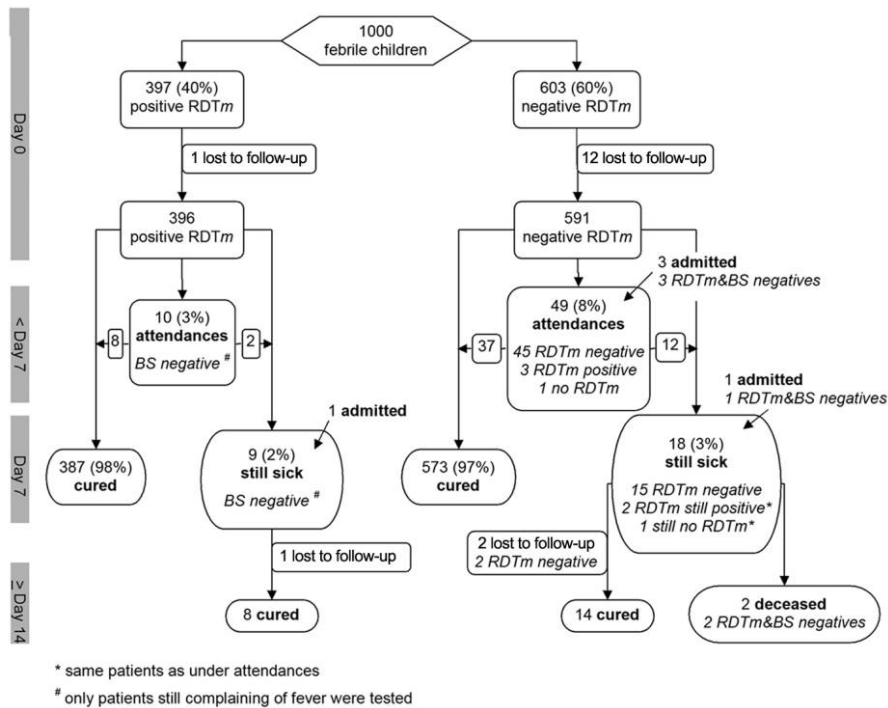 1000
febrile children
397 (40%)
positive RDTm
603 (60%)
negative RDTm
Day 0
1 lost to follow-up
12 lost to follow-up
396
positive RDTm
591
negative RDTm
3 admitted
3 RDTm&BS negatives
< Day 7
10 (3%)
attendances
BS negative #
8
2
49 (8%)
attendances
45 RDTm negative
3 RDTm positive
1 no RDTm
37
12
1 admitted
1 admitted
1 RDTm&BS negatives
Day 7
387 (98%)
cured
9 (2%)
still sick
BS negative #
573 (97%)
cured
18 (3%)
still sick
15 RDTm negative
2 RDTm still positive*
1 still no RDTm*
1 lost to follow-up
2 lost to follow-up
2 RDTm negative
≥ Day 14
8 cured
14 cured
2 deceased
2 RDTm&BS negatives
* same patients as under attendances
# only patients still complaining of fever were tested